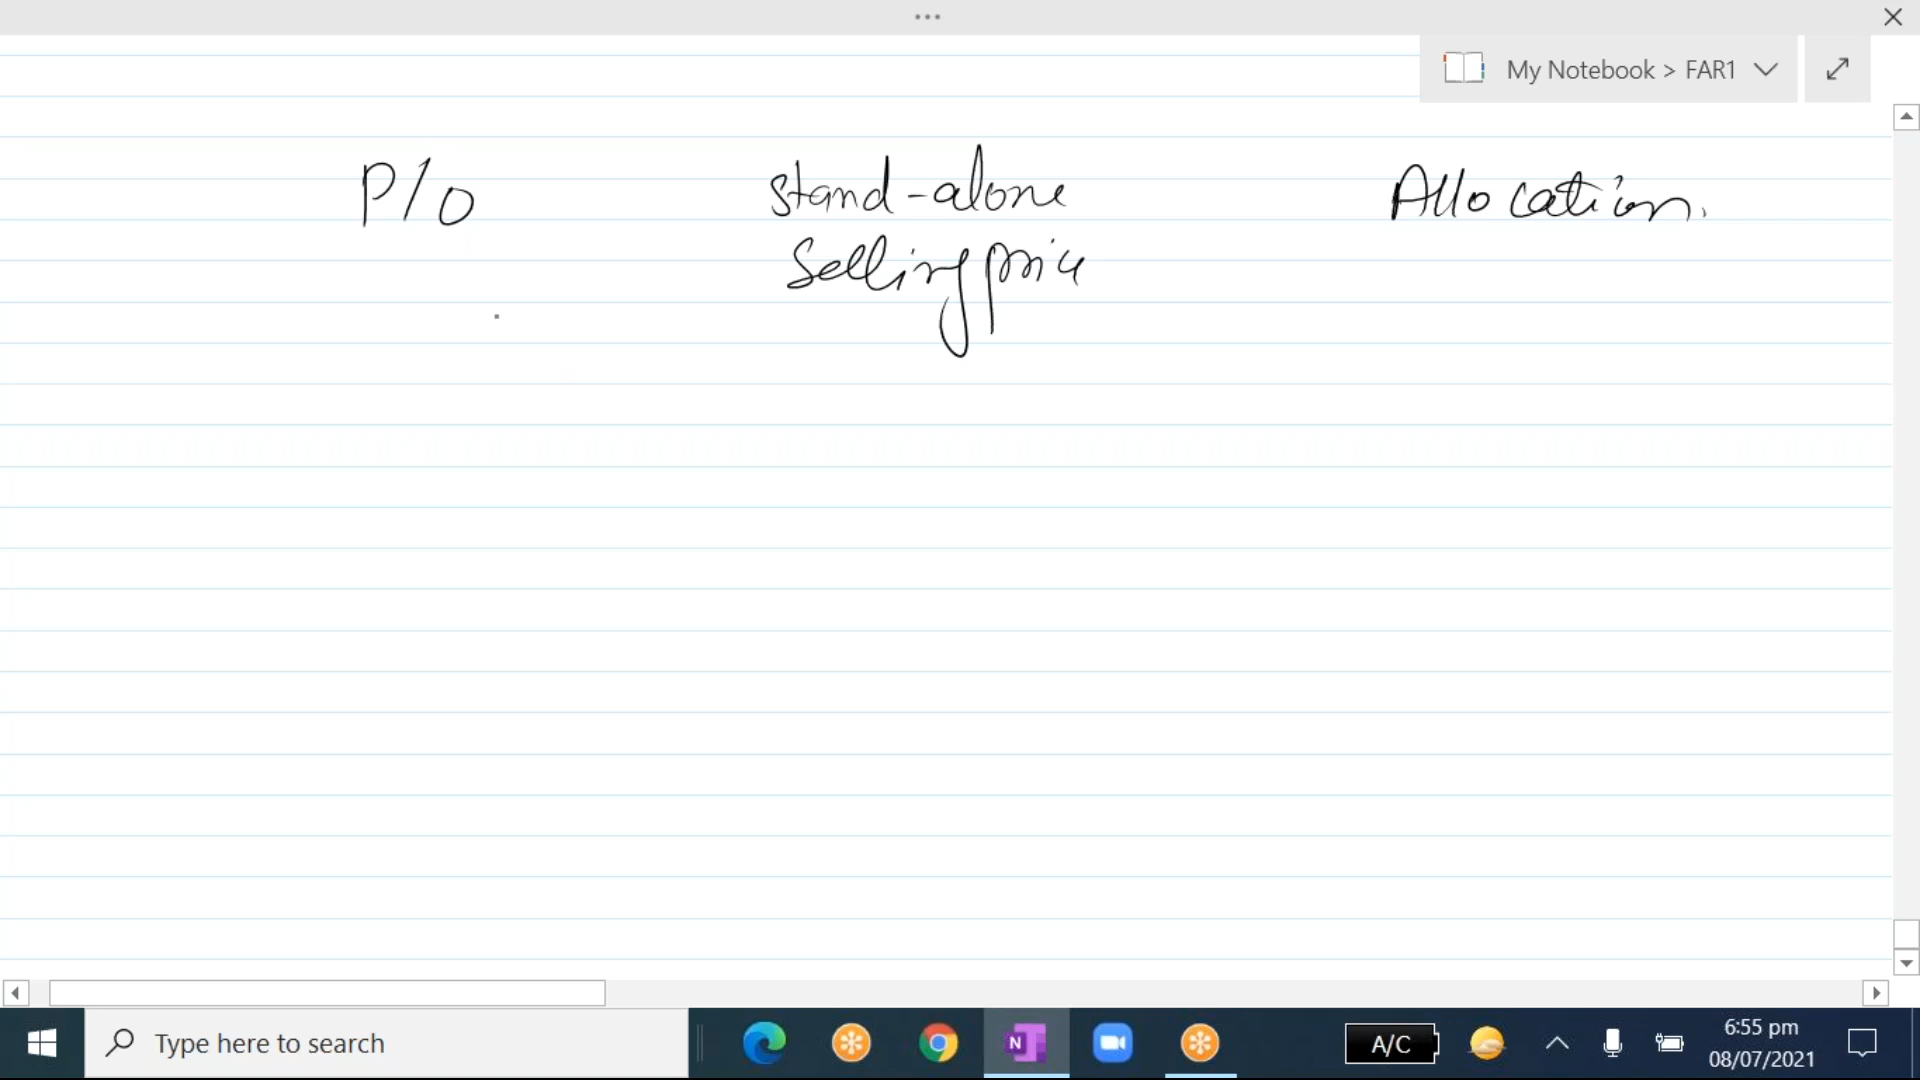 My Notebook > FAR1
P/O stand-alone Allocation.
Selling price
Type here to search
N
A/C
6:55 pm
08/07/2021